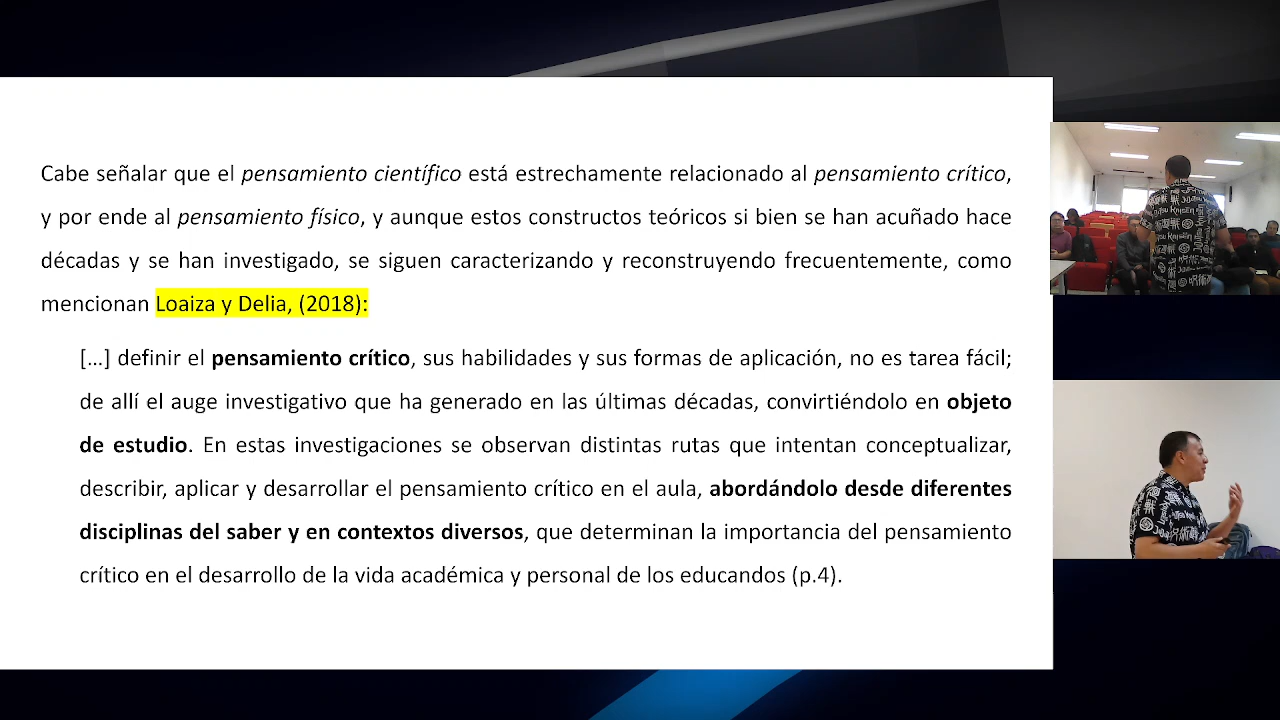 Cabe señalar que el pensamiento científico está estrechamente relacionado al pensamiento crítico,
y por ende al pensamiento físico, y aunque estos constructos teóricos si bien se han acuñado hace
décadas y se han investigado, se siguen caracterizando y reconstruyendo frecuentemente, como
mencionan Loaiza y Delia, (2018):
[...] definir el pensamiento crítico, sus habilidades y sus formas de aplicación, no es tarea fácil;
de allí el auge investigativo que ha generado en las últimas décadas, convirtiéndolo en objeto
de estudio. En estas investigaciones se observan distintas rutas que intentan conceptualizar,
describir, aplicar y desarrollar el pensamiento crítico en el aula, abordándolo desde diferentes
disciplinas del saber y en contextos diversos, que determinan la importancia del pensamiento
crítico en el desarrollo de la vida académica y personal de los educandos (p.4).